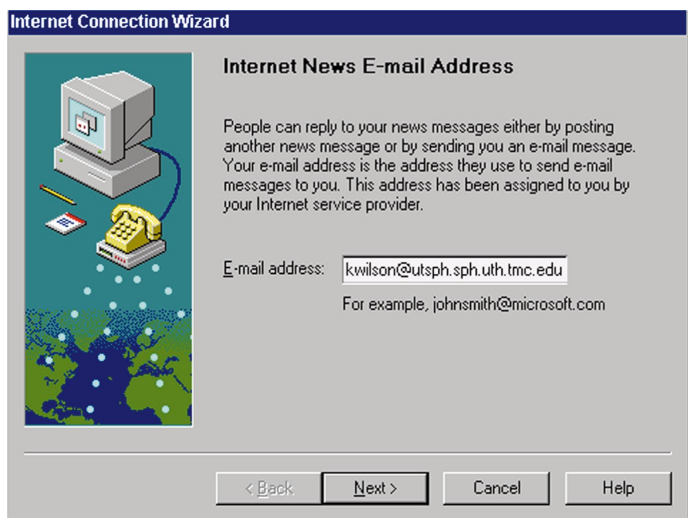 Internet Connection Wizard
Internet News E-mail Address
People can reply to your news messages either by posting
another news message or by sending you an e-mail message.
Your e-mail address is the address they use to send e-mail
messages to you. This address has been assigned to you by
your Internet service provider.
E-mail address: kwilson@utsph.sph.uth.tmc.edu
For example, johnsmith@microsoft.com
< Back Next > Cancel Help